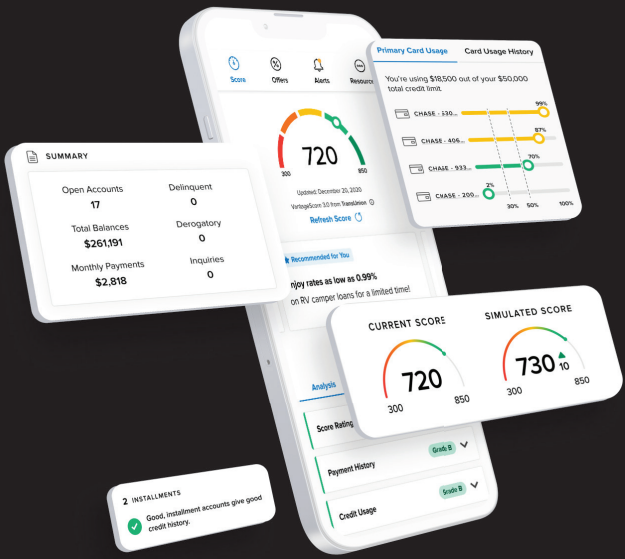 Score
Offers
Alerts
720
300
850
Updated: December 20, 2020
VantageScore 3.0 from TransUnion
Refresh Score
Recommended for You
njoy rates as low as 0.99%
on RV camper loans for a limited time!
Analysis
Score Rating
Payment History
Grade B
Credit Usage
Grade B
Primary Card Usage
Card Usage History
You're using $18,500 out of your $50,000
total credit limit
99%
CHASE - 530...
87%
CHASE - 406...
70%
CHASE - 933...
2%
CHASE - 200...
30%
50%
100%
SUMMARY
Open Accounts
17
Delinquent
0
Total Balances
$261,191
Derogatory
0
Monthly Payments
$2,818
Inquiries
0
CURRENT SCORE
720
300
850
SIMULATED SCORE
730
10
300
850
2 INSTALLMENTS
Good, installment accounts give good
credit history.